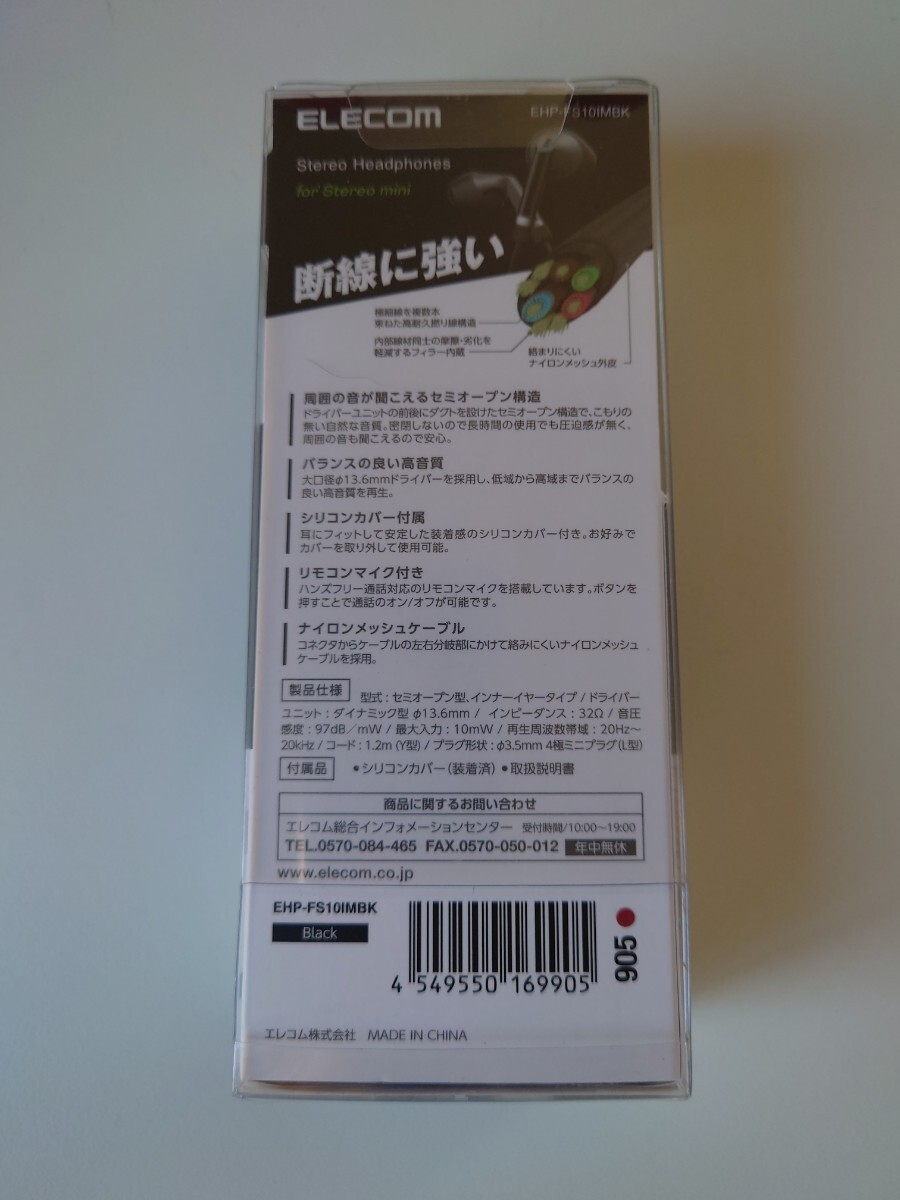 ELECOM
EHP-FS10IMBK
Stereo Headphones
for Stereo mini
断線に強い
極細線を複数本
束ねた高耐久撚り線構造
内部線材同士の摩擦・劣化を
軽減するフィラー内蔵
絡まりにくい
ナイロンメッシュ外皮
周囲の音が聞こえるセミオープン構造
ドライバーユニットの前後にダクトを設けたセミオープン構造で、こもりの
無い自然な音質。密閉しないので長時間の使用でも圧迫感が無く、
周囲の音も聞こえるので安心。
バランスの良い高音質
大口径φ13.6mmドライバーを採用し、低域から高域までバランスの
良い高音質を再生。
シリコンカバー付属
耳にフィットして安定した装着感のシリコンカバー付き。お好みで
カバーを取り外して使用可能。
リモコンマイク付き
ハンズフリー通話対応のリモコンマイクを搭載しています。ボタンを
押すことで通話のオン/オフが可能です。
ナイロンメッシュケーブル
コネクタからケーブルの左右分岐部にかけて絡みにくいナイロンメッシュ
ケーブルを採用。
製品仕様 型式：セミオープン型、インナーイヤータイプ / ドライバー
ユニット：ダイナミック型 φ13.6mm / インピーダンス：32Ω / 音圧
感度：97dB／mW / 最大入力：10mW / 再生周波数帯域：20Hz～
20kHz / コード：1.2m（Y型）/ プラグ形状：φ3.5mm 4極ミニプラグ（L型）
付属品 ●シリコンカバー（装着済）●取扱説明書
商品に関するお問い合わせ
エレコム総合インフォメーションセンター 受付時間/10:00～19:00
TEL.0570-084-465 FAX.0570-050-012 年中無休
www.elecom.co.jp
EHP-FS10IMBK
Black
4 549550 169905
905
エレコム株式会社 MADE IN CHINA